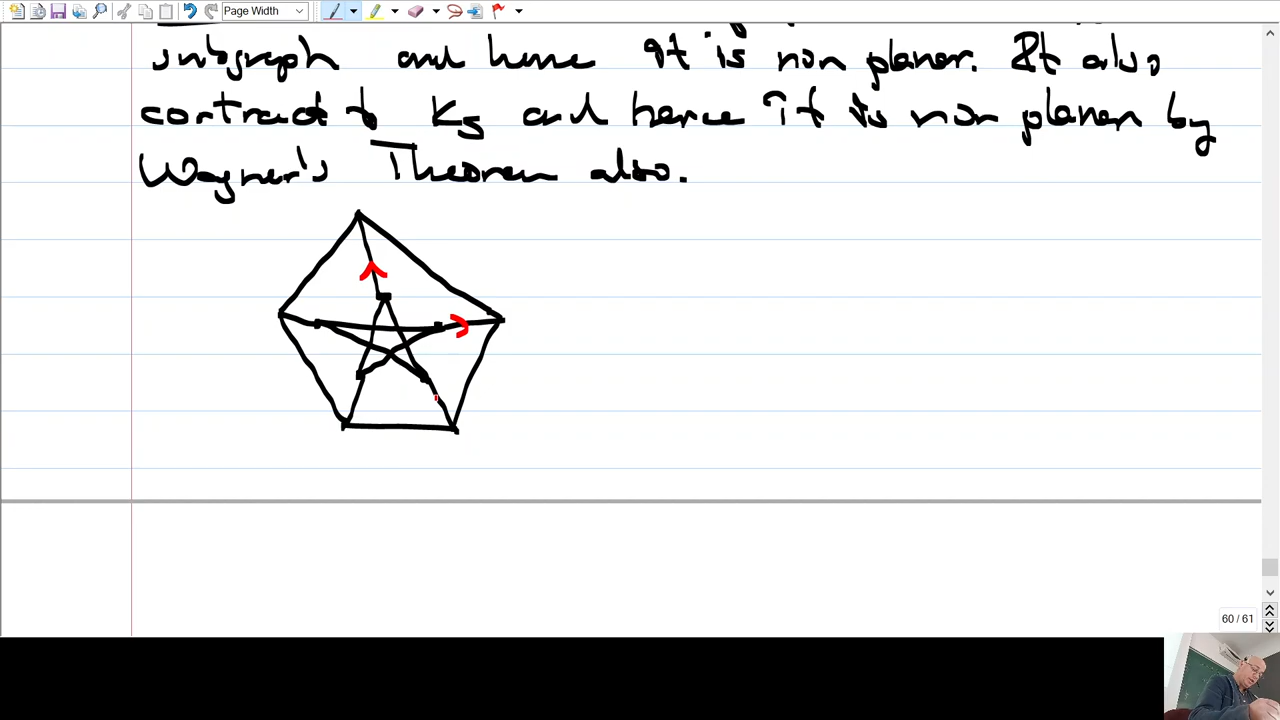 Page Width
subgraph and hence it is non planar. It also
contract to K5 and hence it is non planar by
Wagner's Theorem also.
60 / 61